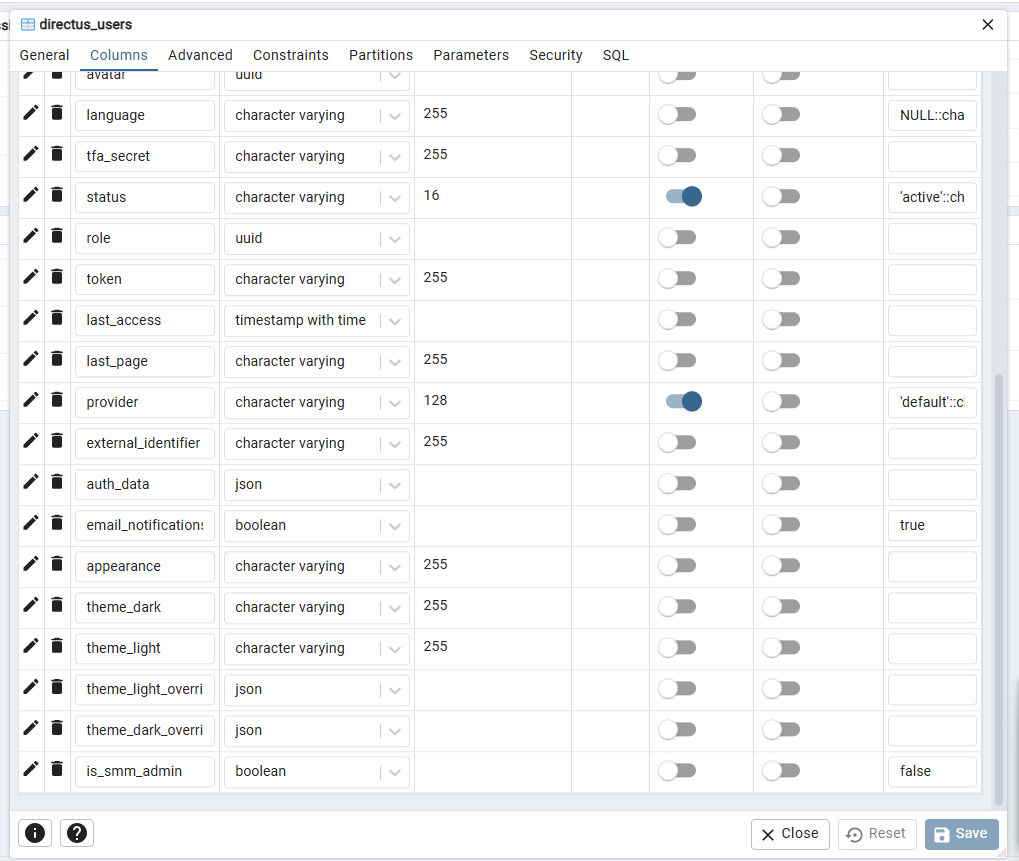 directus_users
General Columns Advanced Constraints Partitions Parameters Security SQL
avatar uuid
language character varying 255 NULL::cha
tfa_secret character varying 255
status character varying 16 'active'::ch
role uuid
token character varying 255
last_access timestamp with time
last_page character varying 255
provider character varying 128 'default'::cl
external_identifier character varying 255
auth_data json
email_notifications boolean true
appearance character varying 255
theme_dark character varying 255
theme_light character varying 255
theme_light_overri json
theme_dark_overri json
is_smm_admin boolean false
Close Reset Save